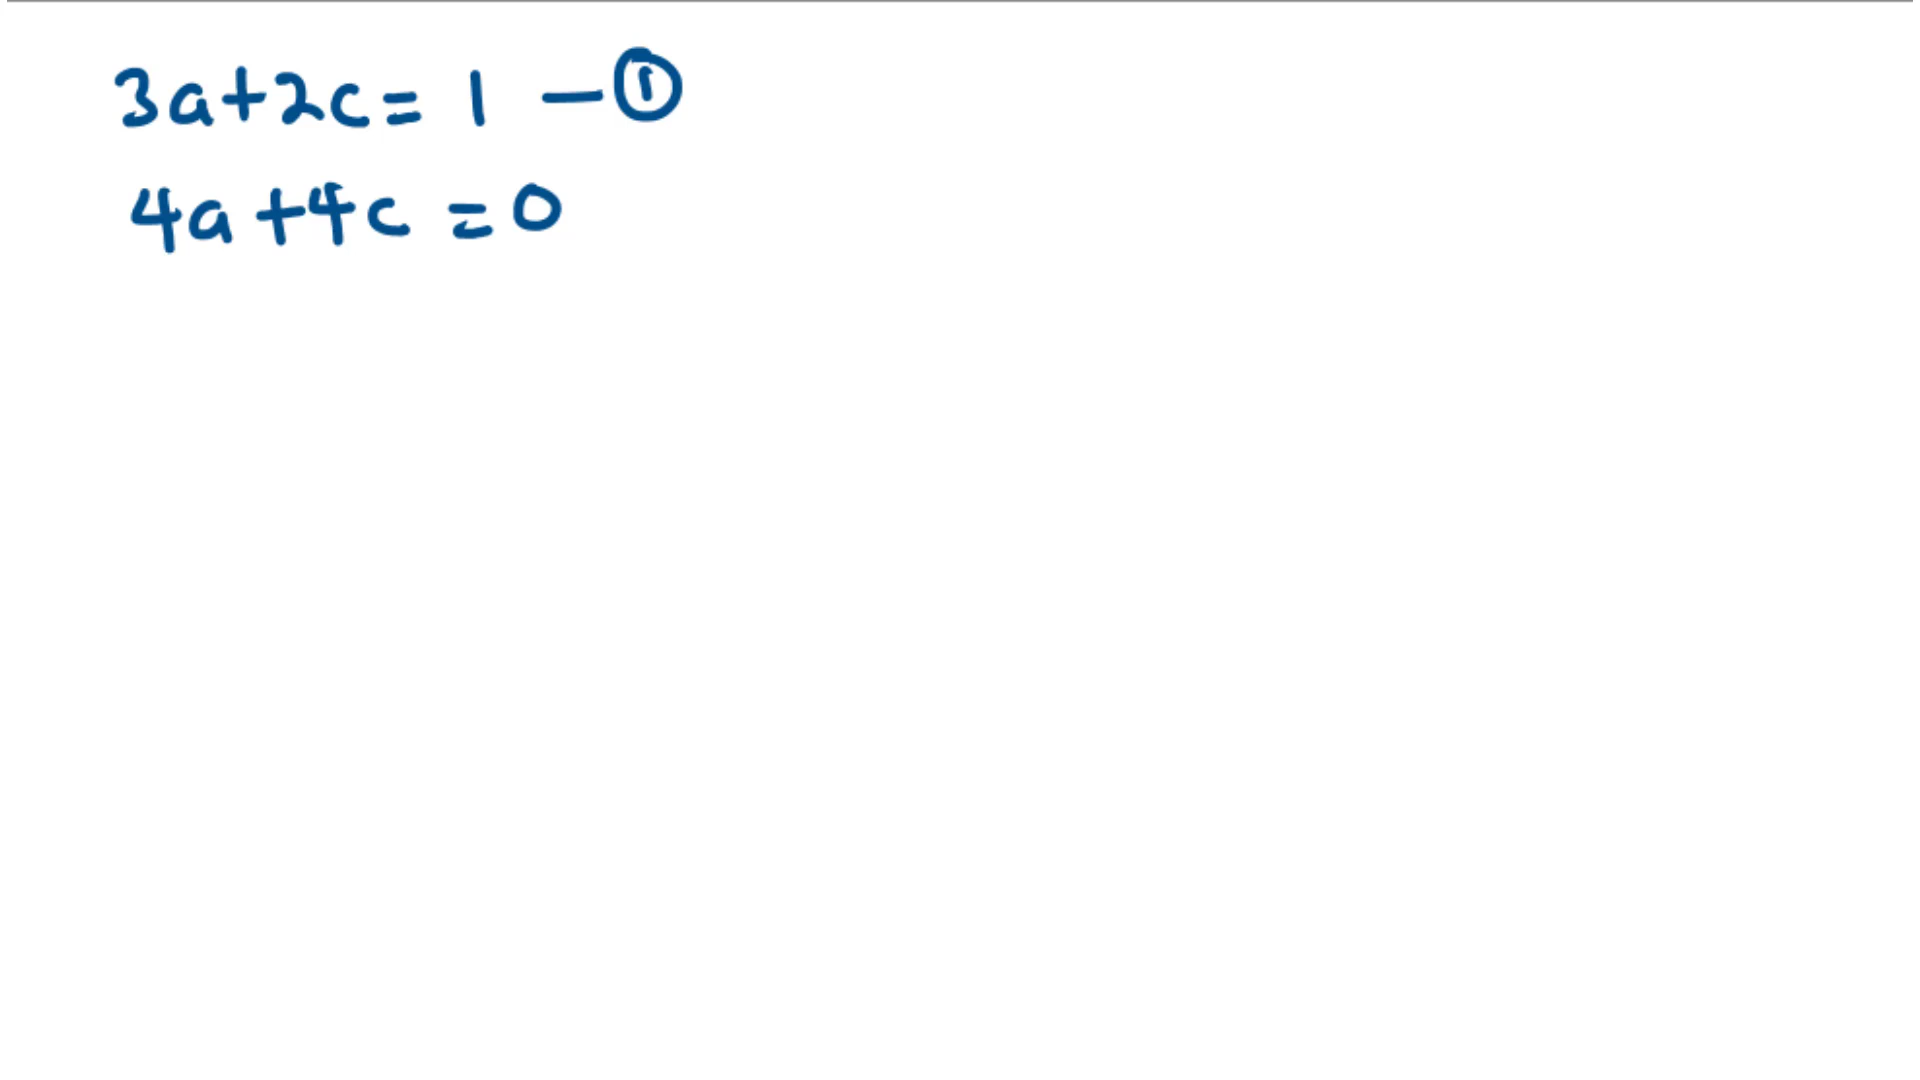 3a+2c= 1 — ①
4a+4c = 0